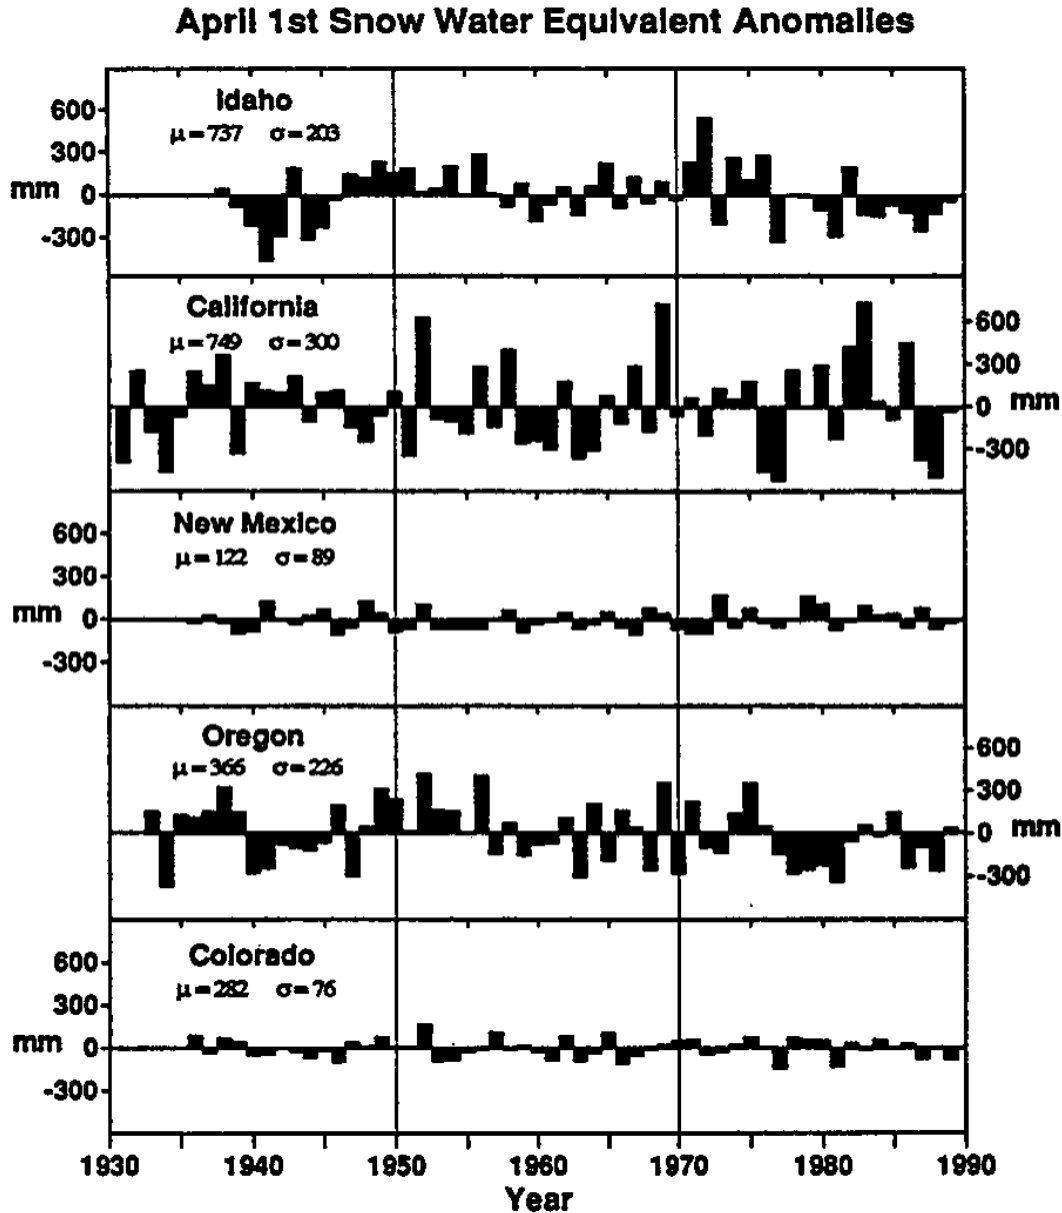 April 1st Snow Water Equivalent Anomalies
Idaho
μ=737 σ=203
600
300
mm 0
-300
California
μ=749 σ=300
600
300
0 mm
-300
New Mexico
μ=122 σ=89
600
300
mm 0
-300
Oregon
μ=366 σ=226
600
300
0 mm
-300
Colorado
μ=282 σ=76
600
300
mm 0
-300
1930 1940 1950 1960 1970 1980 1990
Year